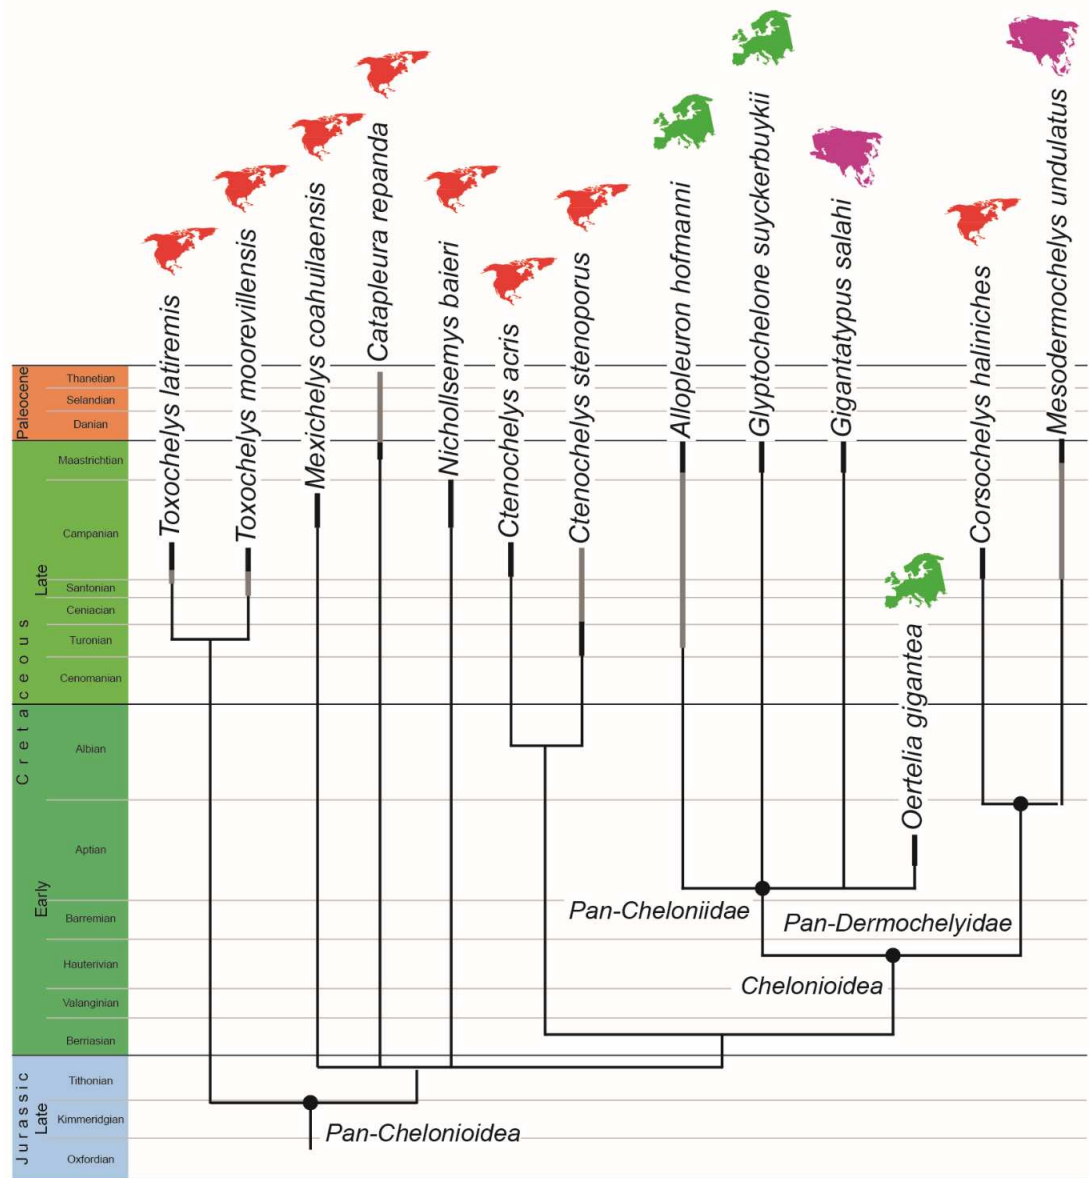 Toxochelys latiremis
Toxochelys moorevillensis
Mexichelys coahuilaensis
Catapleura repanda
Nichollsemys baieri
Ctenochelys acris
Ctenochelys stenoporus
Allopleuron hofmanni
Glyptochelone suyckerbuykii
Gigantatypus salahi
Oertelia gigantea
Corsochelys haliniches
Mesodermochelys undulatus
Paleocene
Thanetian
Selandian
Danian
Cretaceous
Late
Maastrichtian
Campanian
Santonian
Ceniacian
Turonian
Cenomanian
Early
Albian
Aptian
Barremian
Hauterivian
Valanginian
Berriasian
Jurassic
Late
Tithonian
Kimmeridgian
Oxfordian
Pan-Cheloniidae
Pan-Dermochelyidae
Chelonioidea
Pan-Chelonioidea